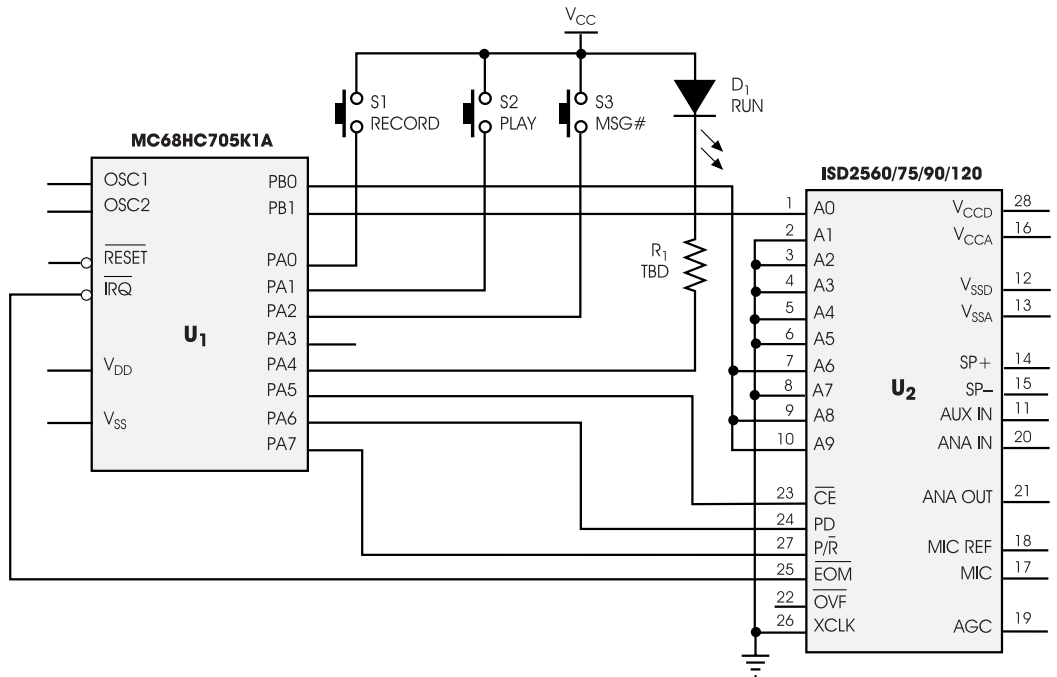 VCC
S1
RECORD
S2
PLAY
S3
MSG#
D1
RUN
R1
TBD
MC68HC705K1A
OSC1
OSC2
RESET
IRQ
VDD
VSS
U1
PB0
PB1
PA0
PA1
PA2
PA3
PA4
PA5
PA6
PA7
ISD2560/75/90/120
1 A0
2 A1
3 A2
4 A3
5 A4
6 A5
7 A6
8 A7
9 A8
10 A9
23 CE
24 PD
27 P/R
25 EOM
22 OVF
26 XCLK
U2
VCCD 28
VCCA 16
VSSD 12
VSSA 13
SP+ 14
SP– 15
AUX IN 11
ANA IN 20
ANA OUT 21
MIC REF 18
MIC 17
AGC 19